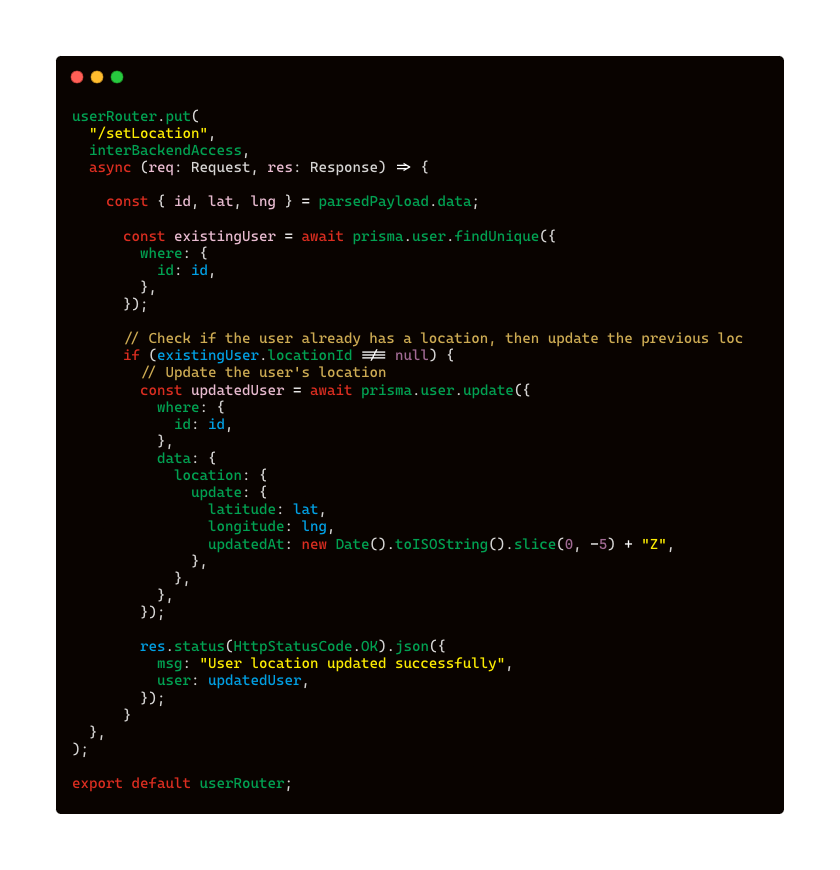 userRouter.put(
  "/setLocation",
  interBackendAccess,
  async (req: Request, res: Response) => {

    const { id, lat, lng } = parsedPayload.data;

      const existingUser = await prisma.user.findUnique({
        where: {
          id: id,
        },
      });

      // Check if the user already has a location, then update the previous loc
      if (existingUser.locationId !== null) {
        // Update the user's location
        const updatedUser = await prisma.user.update({
          where: {
            id: id,
          },
          data: {
            location: {
              update: {
                latitude: lat,
                longitude: lng,
                updatedAt: new Date().toISOString().slice(0, -5) + "Z",
              },
            },
          },
        });

        res.status(HttpStatusCode.OK).json({
          msg: "User location updated successfully",
          user: updatedUser,
        });
      }
  },
);

export default userRouter;